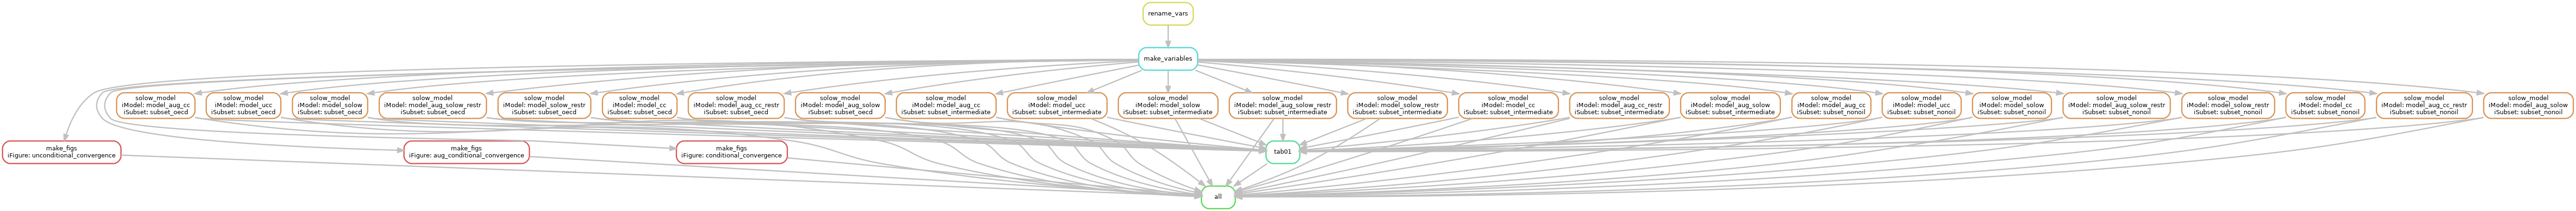 rename_vars
make_variables
solow_model
iModel: model_aug_cc
iSubset: subset_oecd
solow_model
iModel: model_ucc
iSubset: subset_oecd
solow_model
iModel: model_solow
iSubset: subset_oecd
solow_model
iModel: model_aug_solow_restr
iSubset: subset_oecd
solow_model
iModel: model_solow_restr
iSubset: subset_oecd
solow_model
iModel: model_cc
iSubset: subset_oecd
solow_model
iModel: model_aug_cc_restr
iSubset: subset_oecd
solow_model
iModel: model_aug_solow
iSubset: subset_oecd
solow_model
iModel: model_aug_cc
iSubset: subset_intermediate
solow_model
iModel: model_ucc
iSubset: subset_intermediate
solow_model
iModel: model_solow
iSubset: subset_intermediate
solow_model
iModel: model_aug_solow_restr
iSubset: subset_intermediate
solow_model
iModel: model_solow_restr
iSubset: subset_intermediate
solow_model
iModel: model_cc
iSubset: subset_intermediate
solow_model
iModel: model_aug_cc_restr
iSubset: subset_intermediate
solow_model
iModel: model_aug_solow
iSubset: subset_intermediate
solow_model
iModel: model_aug_cc
iSubset: subset_nonoil
solow_model
iModel: model_ucc
iSubset: subset_nonoil
solow_model
iModel: model_solow
iSubset: subset_nonoil
solow_model
iModel: model_aug_solow_restr
iSubset: subset_nonoil
solow_model
iModel: model_solow_restr
iSubset: subset_nonoil
solow_model
iModel: model_cc
iSubset: subset_nonoil
solow_model
iModel: model_aug_cc_restr
iSubset: subset_nonoil
solow_model
iModel: model_aug_solow
iSubset: subset_nonoil
make_figs
iFigure: unconditional_convergence
make_figs
iFigure: aug_conditional_convergence
make_figs
iFigure: conditional_convergence
tab01
all